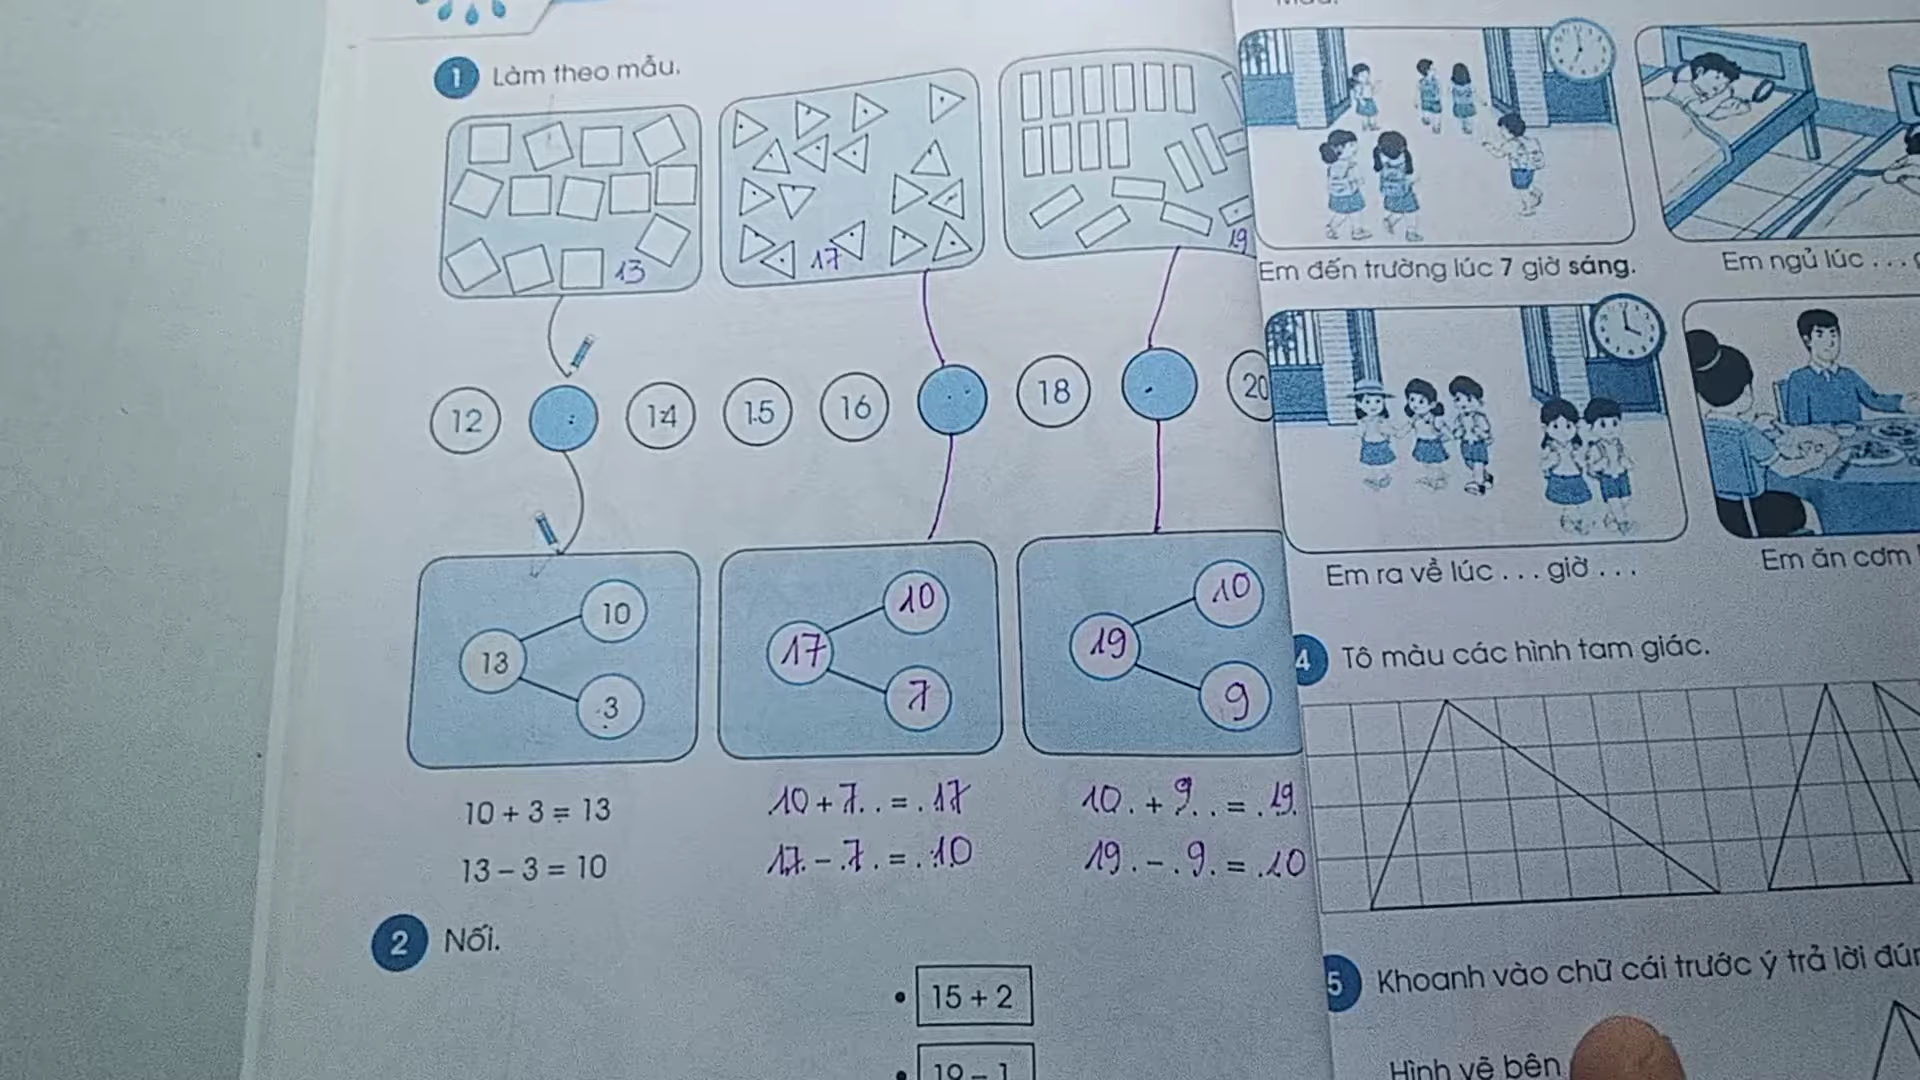 1 Làm theo mẫu.
13
17
19
12
14
15
16
18
20
10
13
3
10
17
7
10
19
9
10 + 3 = 13
13 – 3 = 10
10 + 7 = 17
17 – 7 = 10
10 + 9 = 19
19 – 9 = 10
2 Nối.
15 + 2
19 – 1
Em đến trường lúc 7 giờ sáng.
Em ngủ lúc . . .
Em ra về lúc . . . giờ . . .
Em ăn cơm
4 Tô màu các hình tam giác.
5 Khoanh vào chữ cái trước ý trả lời
Hình vẽ bên